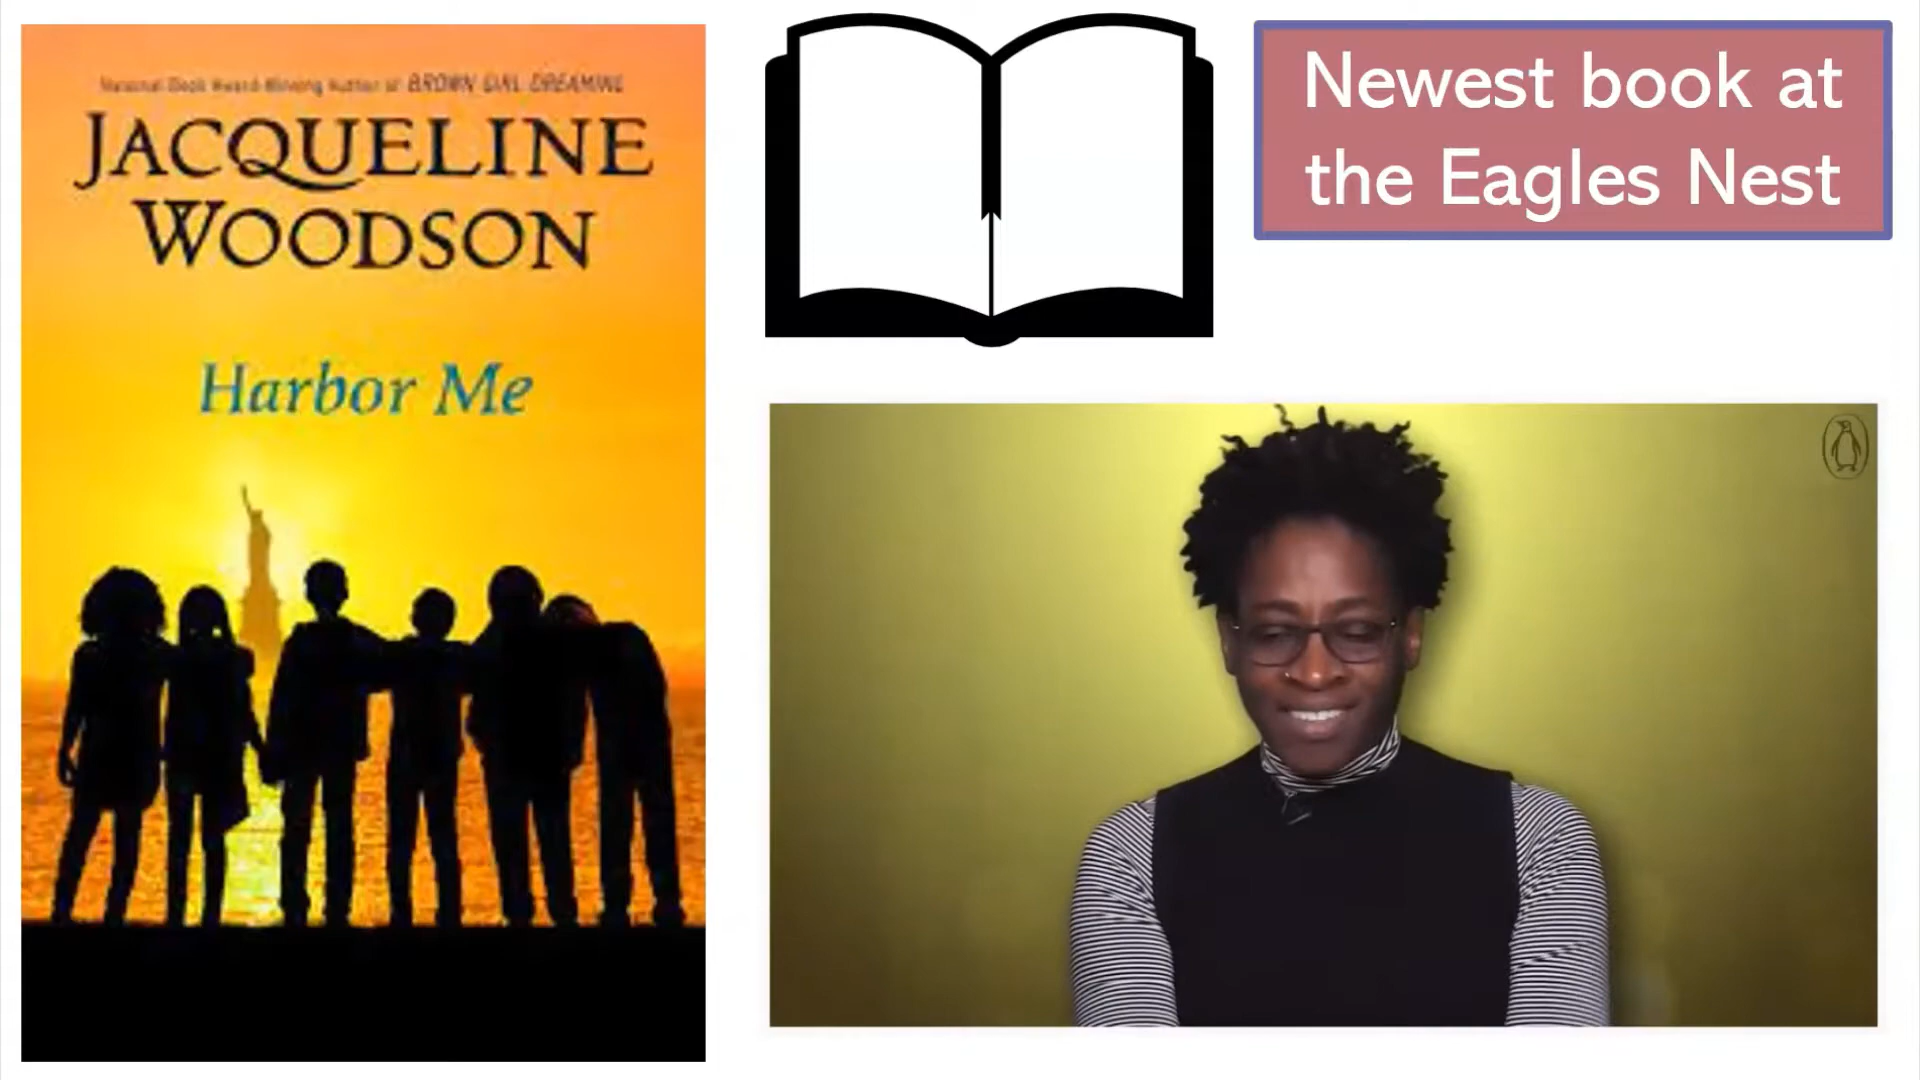 National Book Award-Winning Author of BROWN GIRL DREAMING
JACQUELINE
WOODSON
Harbor Me
Newest book at
the Eagles Nest